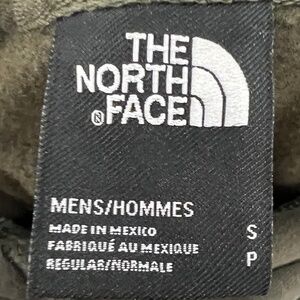 THE
NORTH
®FACE
MENS/HOMMES
MADE IN MEXICO
FABRIQUÉ AU MEXIQUE
REGULAR/NORMALE
S
P